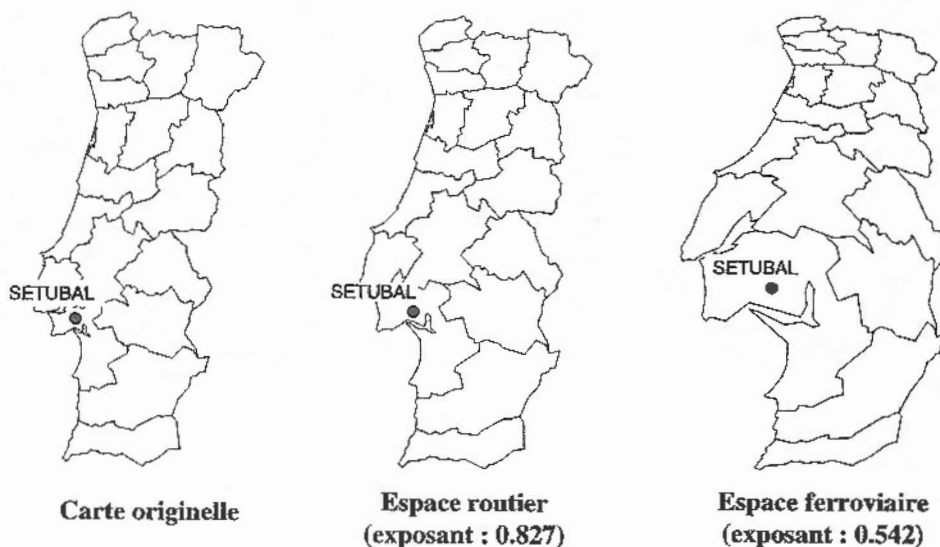 SETUBAL
SETUBAL
SETUBAL
Carte originelle
Espace routier
(exposant : 0.827)
Espace ferroviaire
(exposant : 0.542)